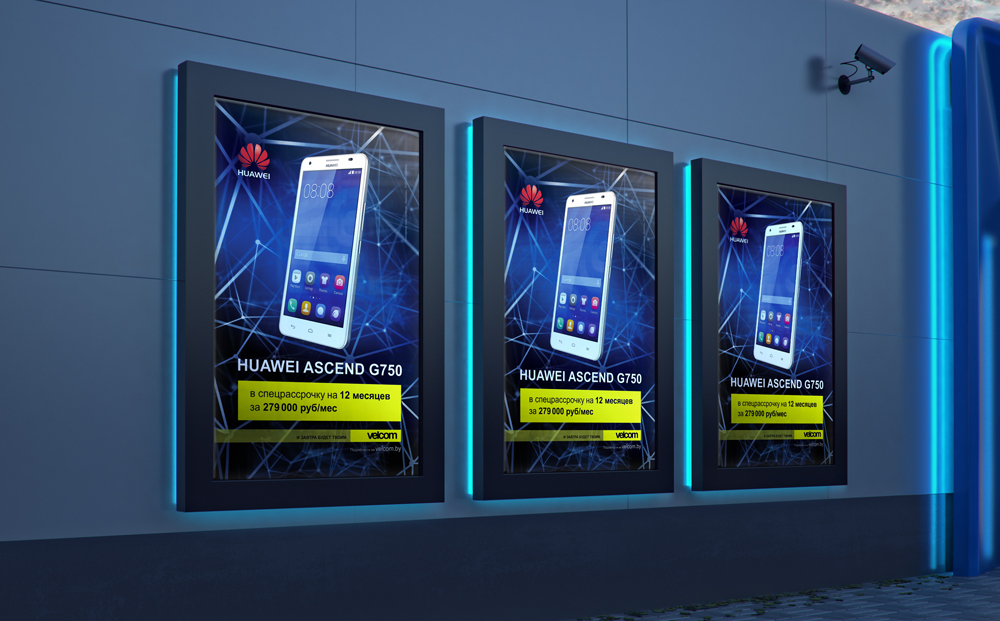 HUAWEI
08:08
HUAWEI ASCEND G750
в спецрассрочку на 12 месяцев
за 279 000 руб/мес
И ЗАВТРА БУДЕТ ТВОИМ
velcom
velcom.by
HUAWEI
08:08
HUAWEI ASCEND G750
в спецрассрочку на 12 месяцев
за 279 000 руб/мес
И ЗАВТРА БУДЕТ ТВОИМ
velcom
velcom.by
HUAWEI
08:08
HUAWEI ASCEND G750
в спецрассрочку на 12 месяцев
за 279 000 руб/мес
velcom
velcom.by